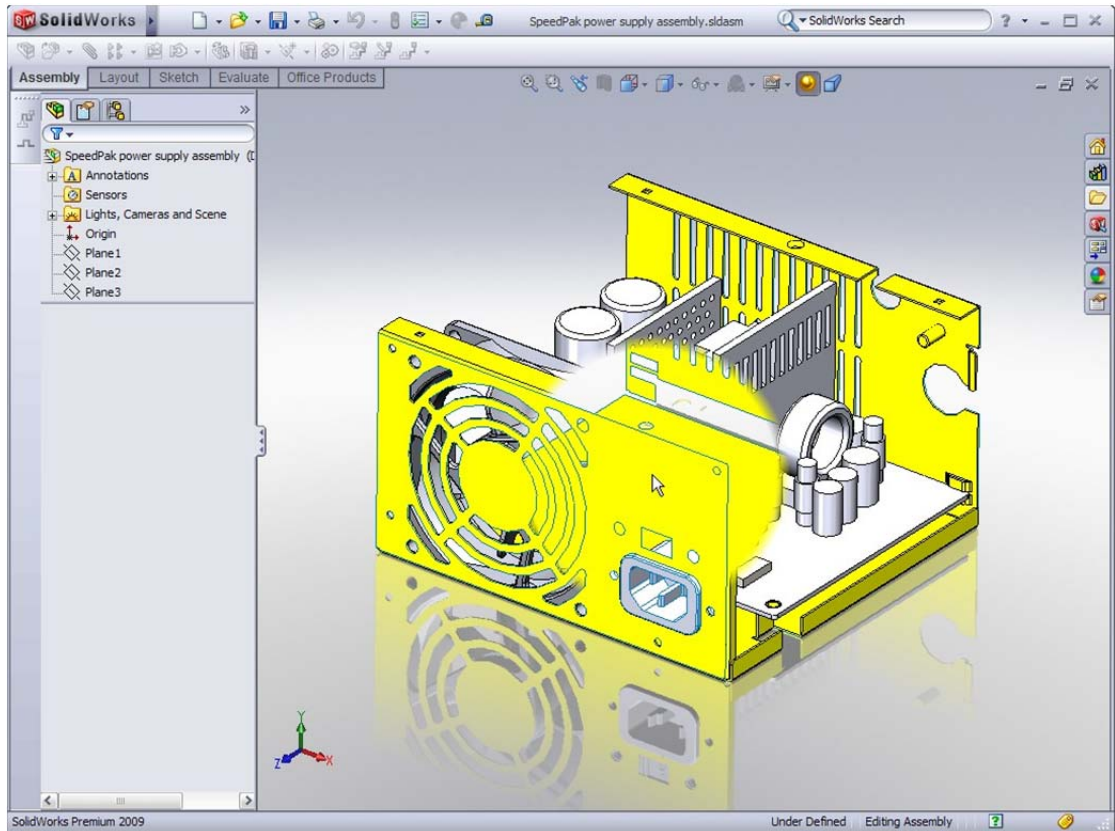 SolidWorks
SpeedPak power supply assembly.sldasm
SolidWorks Search
?
Assembly
Layout
Sketch
Evaluate
Office Products
SpeedPak power supply assembly (D
Annotations
Sensors
Lights, Cameras and Scene
Origin
Plane1
Plane2
Plane3
Y
Z
X
SolidWorks Premium 2009
Under Defined
Editing Assembly
?